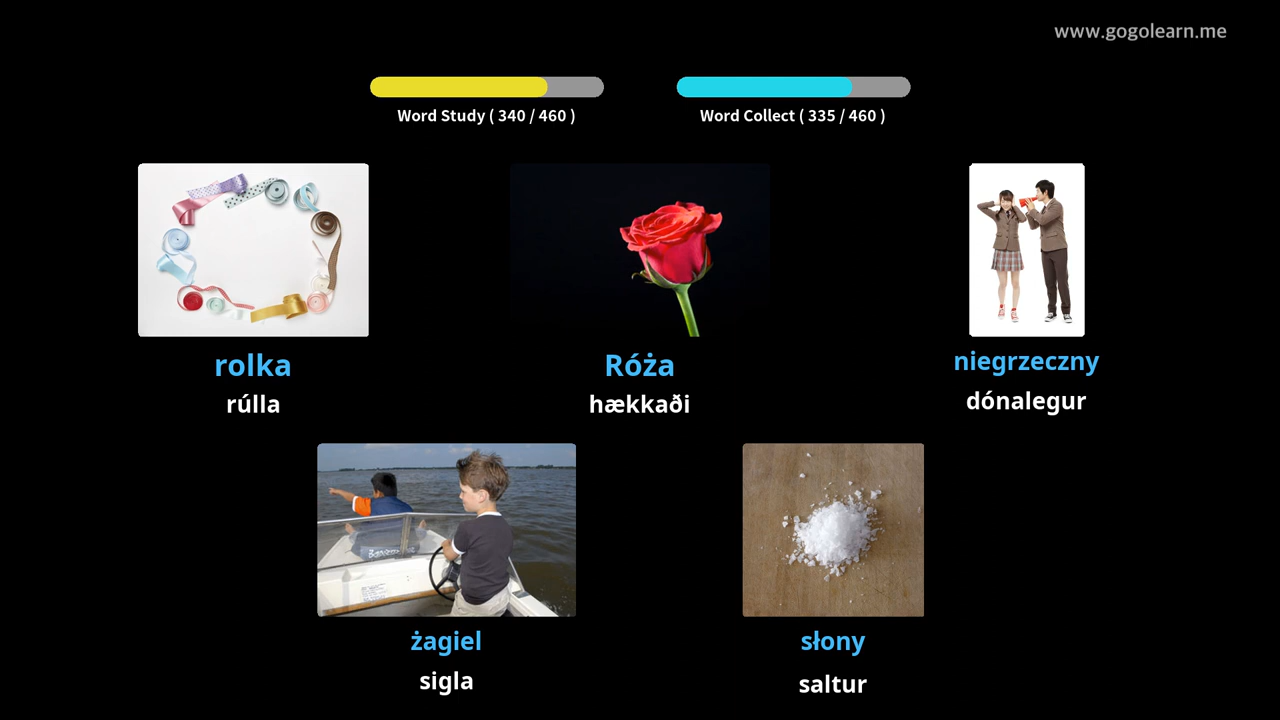 www.gogolearn.me
Word Study ( 340 / 460 )
Word Collect ( 335 / 460 )
rolka
rúlla
Róża
hækkaði
niegrzeczny
dónalegur
żagiel
sigla
słony
saltur